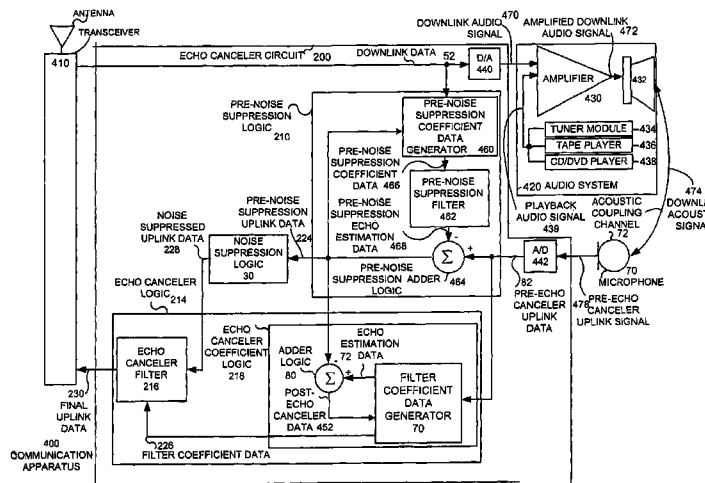 ANTENNA
TRANSCEIVER
410
ECHO CANCELER CIRCUIT 200
DOWNLINK DATA
52
D/A
440
DOWNLINK AUDIO
SIGNAL
470
AMPLIFIED DOWNLINK
AUDIO SIGNAL 472
AMPLIFIER
430
432
TUNER MODULE 434
TAPE PLAYER 436
CD/DVD PLAYER 438
420 AUDIO SYSTEM
474
PLAYBACK
AUDIO SIGNAL
439
ACOUSTIC
COUPLING
CHANNEL
72
70
MICROPHONE
478
PRE-ECHO
CANCELER
UPLINK SIGNAL
A/D
442
82
PRE-ECHO
CANCELER
UPLINK
DATA
PRE-NOISE
SUPPRESSION
LOGIC 210
PRE-NOISE
SUPPRESSION
COEFFICIENT
DATA
GENERATOR 460
PRE-NOISE
SUPPRESSION
COEFFICIENT
DATA 466
PRE-NOISE
SUPPRESSION
FILTER 462
PRE-NOISE
SUPPRESSION
ECHO
ESTIMATION
DATA
468
PRE-NOISE
SUPPRESSION
UPLINK DATA
224
Σ
+
-
PRE-NOISE
SUPPRESSION ADDER LOGIC
464
NOISE
SUPPRESSED
UPLINK DATA
228
NOISE
SUPPRESSION
LOGIC
30
ECHO CANCELER
LOGIC
214
ECHO
CANCELER
COEFFICIENT
LOGIC
218
ECHO
CANCELER
FILTER
216
ADDER
LOGIC
80
72
ECHO
ESTIMATION
DATA
-
Σ
+
POST-
ECHO
CANCELER
DATA 452
FILTER
COEFFICIENT
DATA
GENERATOR
70
226
FILTER COEFFICIENT DATA
230
FINAL
UPLINK
DATA
400
COMMUNICATION
APPARATUS